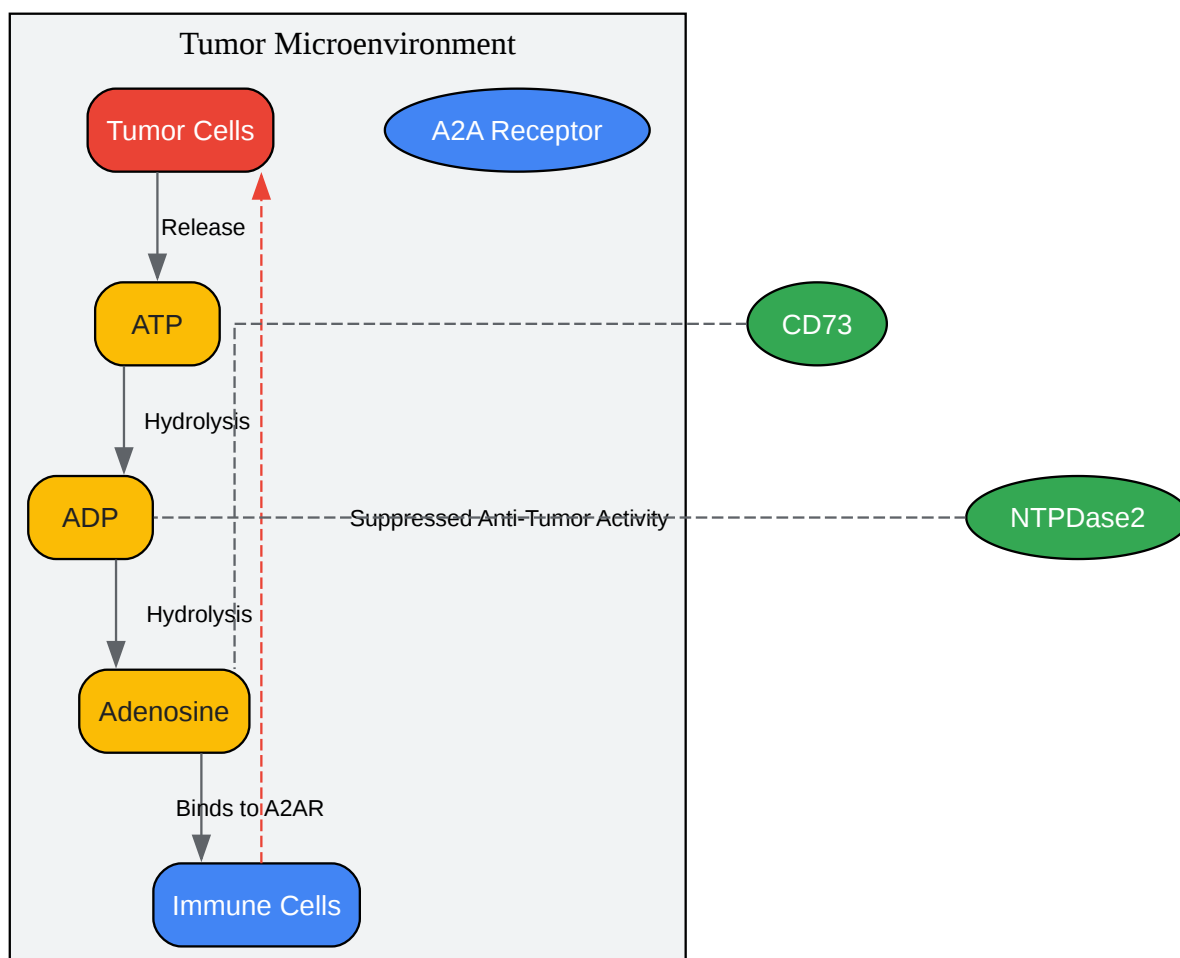 Tumor Microenvironment
Tumor Cells
A2A Receptor
Release
ATP
CD73
Hydrolysis
ADP
Suppressed Anti-Tumor Activity
NTPDase2
Hydrolysis
Adenosine
Binds to A2AR
Immune Cells